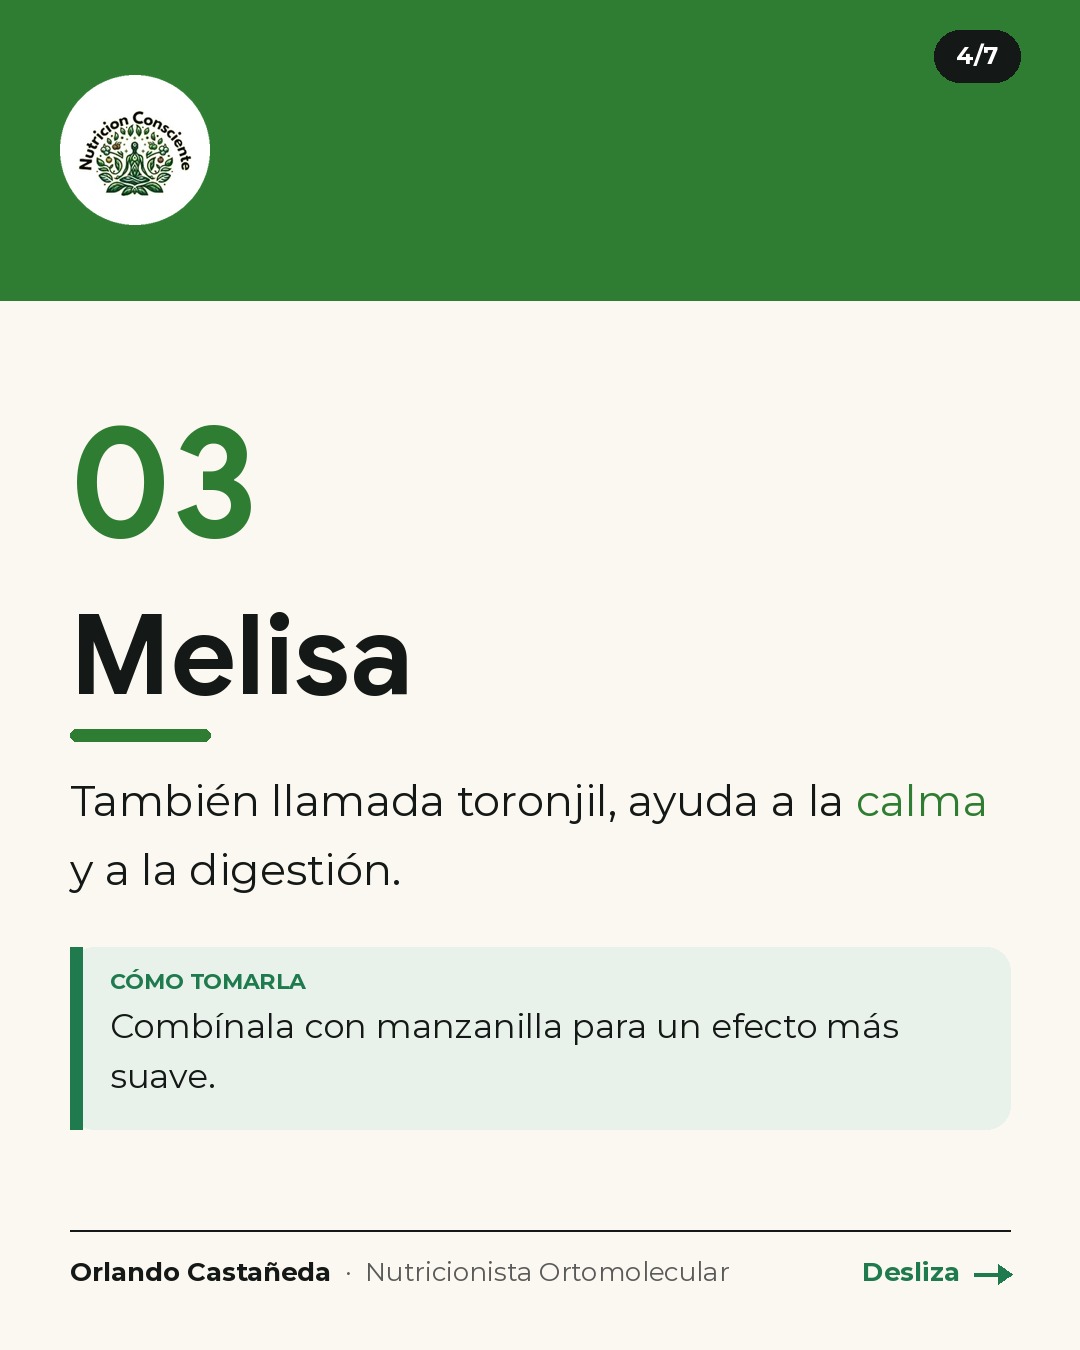 4/7
Nutricion Consciente
03
Melisa
También llamada toronjil, ayuda a la calma
y a la digestión.
CÓMO TOMARLA
Combínala con manzanilla para un efecto más
suave.
Orlando Castañeda · Nutricionista Ortomolecular
Desliza →